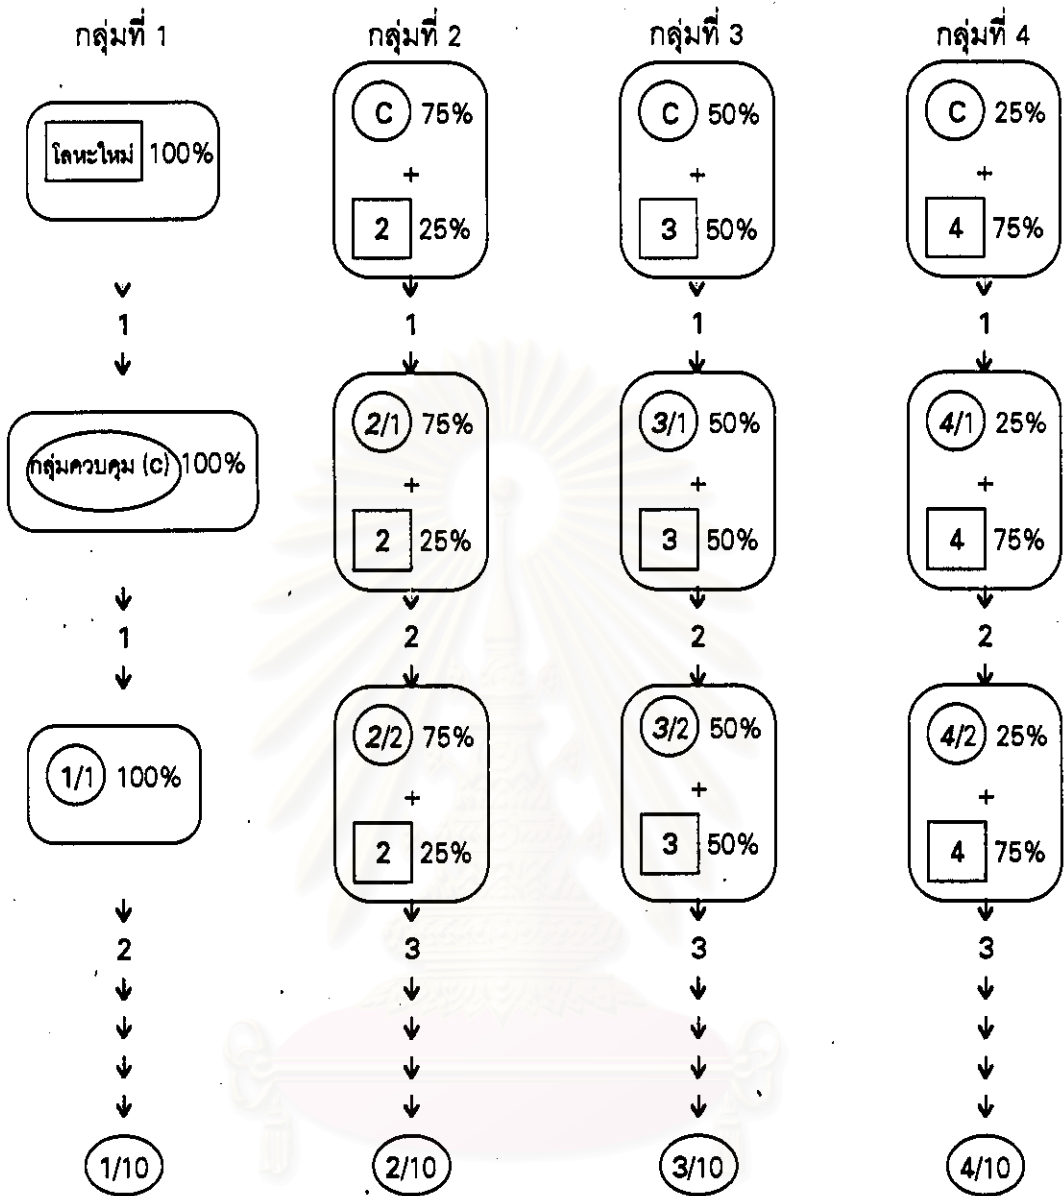 กลุ่มที่ 1 กลุ่มที่ 2 กลุ่มที่ 3 กลุ่มที่ 4
C 75% C 50% C 25%
โลหะใหม่ 100%
+ + +
2 25% 3 50% 4 75%
1 1 1 1
2/1 75% 3/1 50% 4/1 25%
กลุ่มควบคุม (c) 100%
+ + +
2 25% 3 50% 4 75%
1 2 2 2
2/2 75% 3/2 50% 4/2 25%
1/1 100%
+ + +
2 25% 3 50% 4 75%
2 3 3 3
1/10 2/10 3/10 4/10